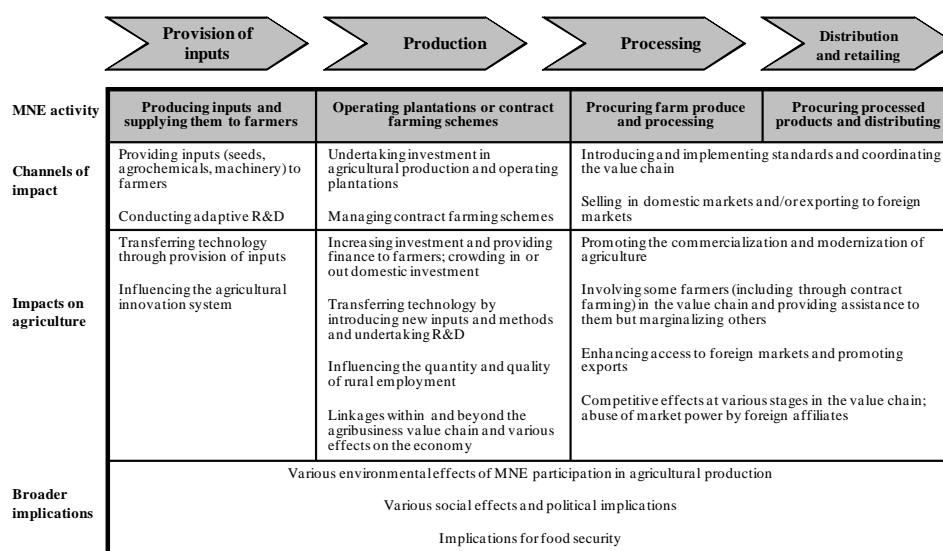 Provision of
inputs
Production
Processing
Distribution
and retailing
MNE activity
Producing inputs and
supplying them to farmers
Operating plantations or contract
farming schemes
Procuring farm produce
and processing
Procuring processed
products and distributing
Channels of
impact
Providing inputs (seeds,
agrochemicals, machinery) to
farmers
Conducting adaptive R&D
Undertaking investment in
agricultural production and operating
plantations
Managing contract farming schemes
Introducing and implementing standards and coordinating
the value chain
Selling in domestic markets and/or exporting to foreign
markets
Impacts on
agriculture
Transferring technology
through provision of inputs
Influencing the agricultural
innovation system
Increasing investment and providing
finance to farmers; crowding in or
out domestic investment
Transferring technology by
introducing new inputs and methods
and undertaking R&D
Influencing the quantity and quality
of rural employment
Linkages within and beyond the
agribusiness value chain and various
effects on the economy
Promoting the commercialization and modernization of
agriculture
Involving some farmers (including through contract
farming) in the value chain and providing assistance to
them but marginalizing others
Enhancing access to foreign markets and promoting
exports
Competitive effects at various stages in the value chain;
abuse of market power by foreign affiliates
Broader
implications
Various environmental effects of MNE participation in agricultural production
Various social effects and political implications
Implications for food security